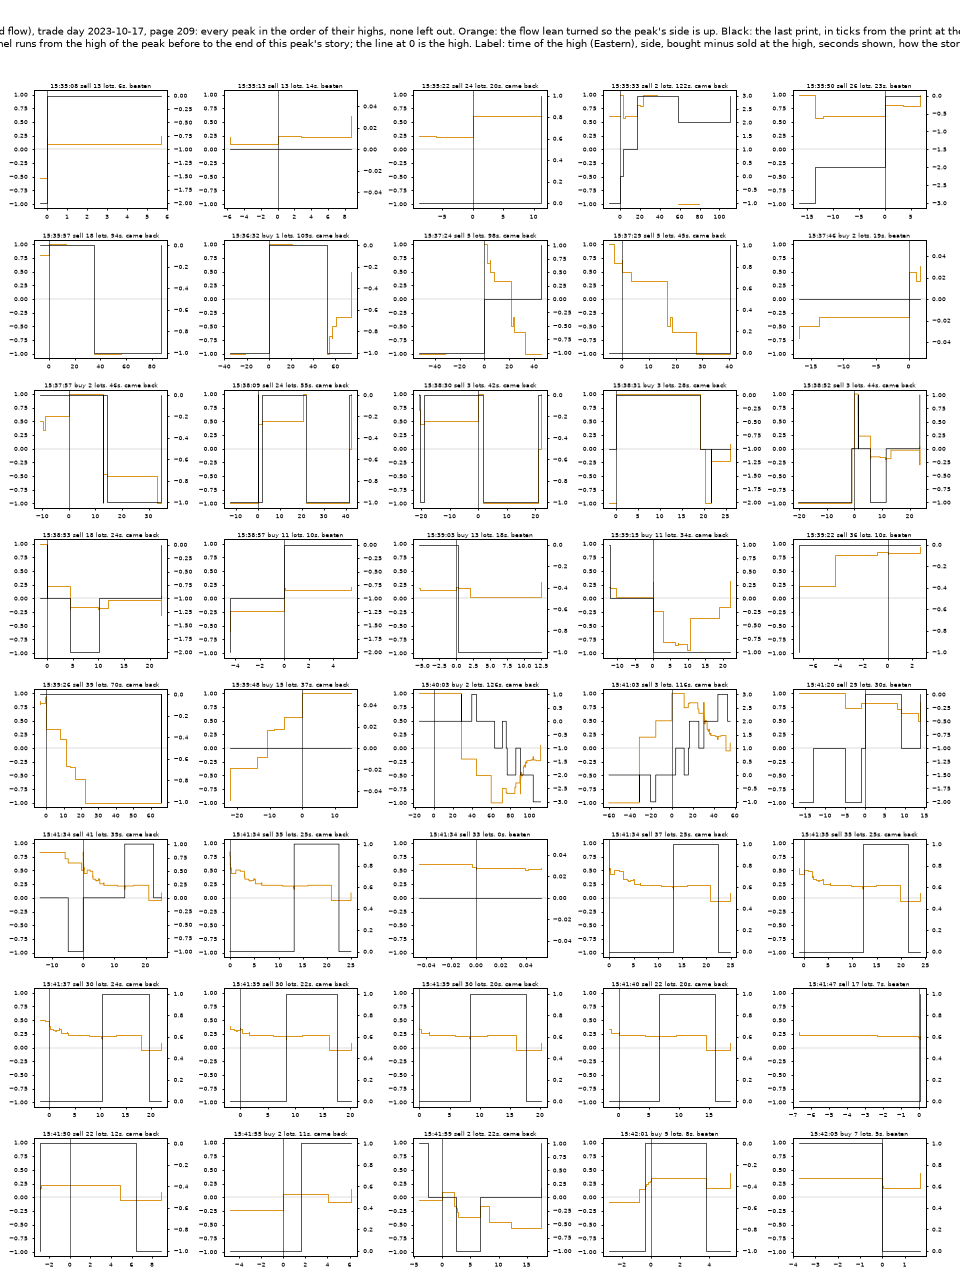 d flow), trade day 2023-10-17, page 209: every peak in the order of their highs, none left out. Orange: the flow lean turned so the peak's side is up. Black: the last print, in ticks from the print at the
nel runs from the high of the peak before to the end of this peak's story; the line at 0 is the high. Label: time of the high (Eastern), side, bought minus sold at the high, seconds shown, how the stor
15:35:08 sell 13 lots. 6s. beaten
15:35:13 sell 13 lots. 14s. beaten
15:35:22 sell 24 lots. 20s. came back
15:35:33 sell 2 lots. 122s. came back
15:35:50 sell 26 lots. 23s. beaten
15:35:57 sell 18 lots. 94s. came back
15:36:32 buy 1 lots. 109s. came back
15:37:24 sell 5 lots. 98s. came back
15:37:29 sell 5 lots. 49s. came back
15:37:46 buy 2 lots. 19s. beaten
15:37:57 buy 2 lots. 46s. came back
15:38:09 sell 24 lots. 55s. came back
15:38:30 sell 3 lots. 42s. came back
15:38:31 buy 3 lots. 28s. came back
15:38:52 sell 3 lots. 44s. came back
15:38:53 sell 18 lots. 24s. came back
15:38:57 buy 11 lots. 10s. beaten
15:39:03 buy 13 lots. 18s. beaten
15:39:15 buy 11 lots. 34s. came back
15:39:22 sell 36 lots. 10s. beaten
15:39:26 sell 39 lots. 70s. came back
15:39:48 buy 15 lots. 37s. came back
15:40:03 buy 2 lots. 126s. came back
15:41:03 sell 3 lots. 116s. came back
15:41:20 sell 29 lots. 30s. beaten
15:41:34 sell 41 lots. 39s. came back
15:41:34 sell 35 lots. 25s. came back
15:41:34 sell 33 lots. 0s. beaten
15:41:34 sell 37 lots. 25s. came back
15:41:35 sell 35 lots. 25s. came back
15:41:37 sell 30 lots. 24s. came back
15:41:39 sell 30 lots. 22s. came back
15:41:39 sell 30 lots. 20s. came back
15:41:40 sell 22 lots. 20s. came back
15:41:47 sell 17 lots. 7s. beaten
15:41:50 sell 22 lots. 12s. came back
15:41:55 buy 2 lots. 11s. came back
15:41:59 sell 2 lots. 22s. came back
15:42:01 buy 9 lots. 8s. beaten
15:42:05 buy 7 lots. 5s. beaten